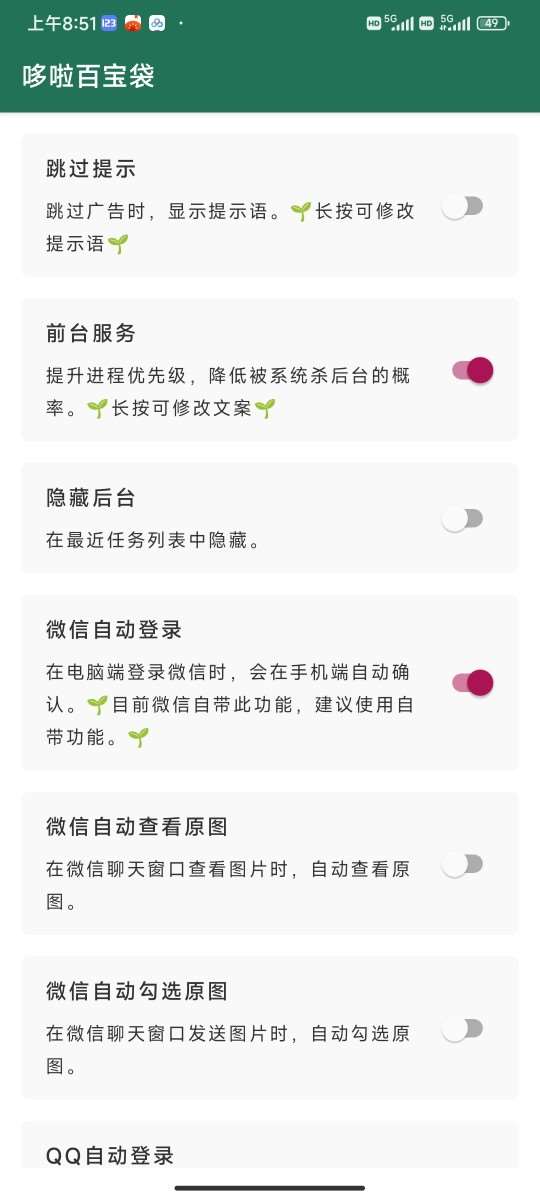 上午8:51 123 HD 5G HD 5G 49
哆啦百宝袋
跳过提示
跳过广告时，显示提示语。🌱长按可修改
提示语🌱
前台服务
提升进程优先级，降低被系统杀后台的概
率。🌱长按可修改文案🌱
隐藏后台
在最近任务列表中隐藏。
微信自动登录
在电脑端登录微信时，会在手机端自动确
认。🌱目前微信自带此功能，建议使用自
带功能。🌱
微信自动查看原图
在微信聊天窗口查看图片时，自动查看原
图。
微信自动勾选原图
在微信聊天窗口发送图片时，自动勾选原
图。
QQ自动登录